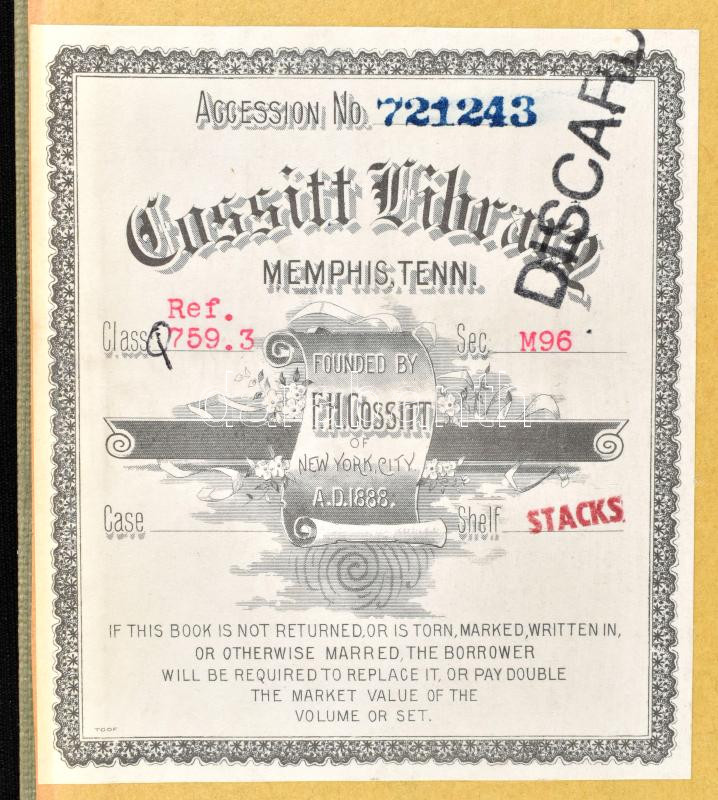 ACCESSION NO. 721243
DISCARD
Cossitt Library
MEMPHIS, TENN.
Ref.
Class Q759.3
Sec. M96
FOUNDED BY
F.H. COSSITT
OF
NEW YORK, CITY.
A.D. 1888.
Case
Shelf STACKS
IF THIS BOOK IS NOT RETURNED, OR IS TORN, MARKED, WRITTEN IN,
OR OTHERWISE MARRED, THE BORROWER
WILL BE REQUIRED TO REPLACE IT, OR PAY DOUBLE
THE MARKET VALUE OF THE
VOLUME OR SET.
TOOF